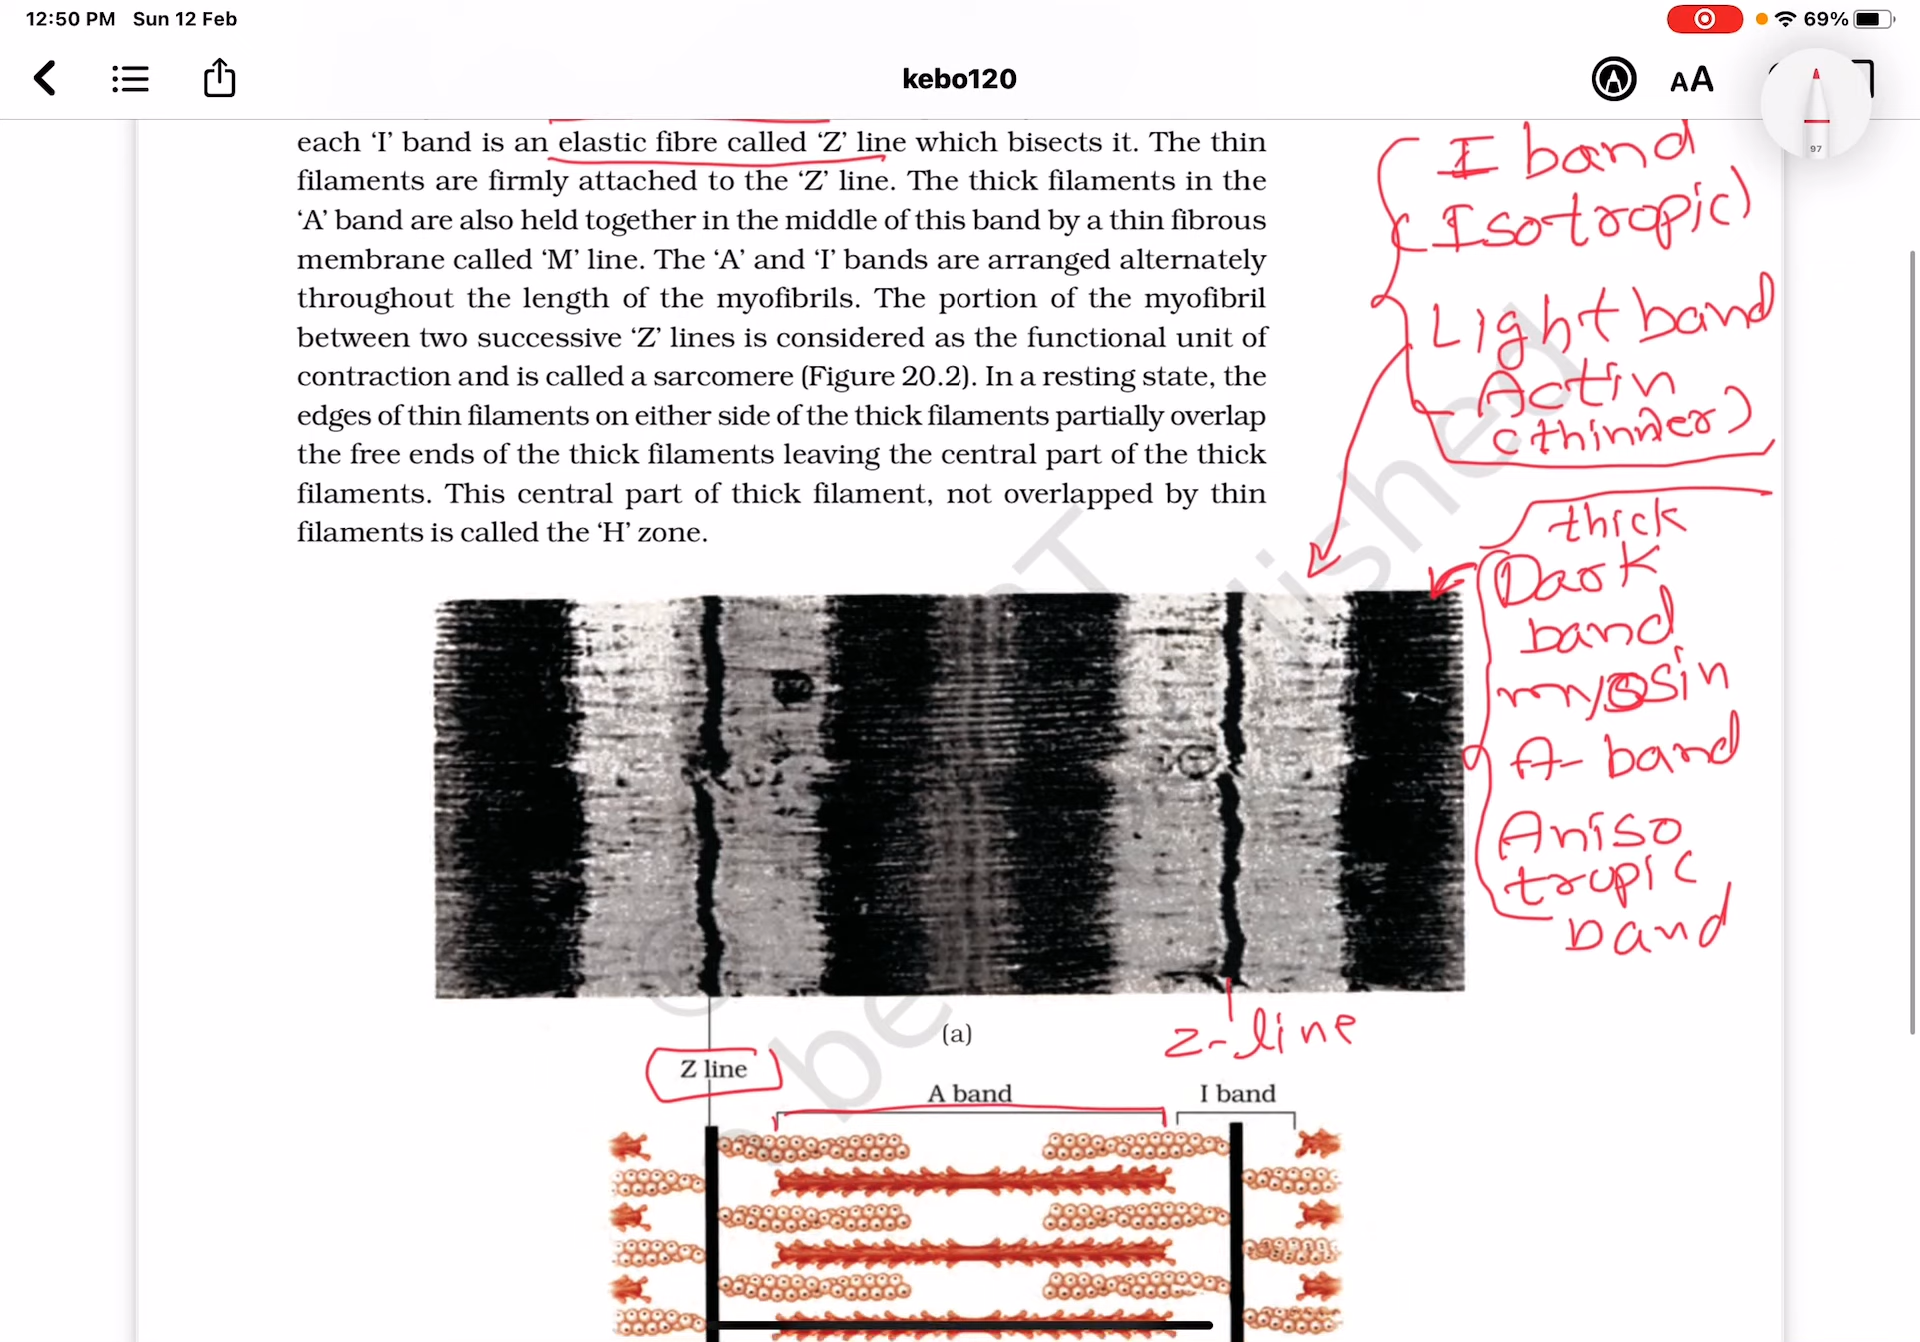 12:50 PM Sun 12 Feb
69%
kebo120
97
each ‘I’ band is an elastic fibre called ‘Z’ line which bisects it. The thin
filaments are firmly attached to the ‘Z’ line. The thick filaments in the
‘A’ band are also held together in the middle of this band by a thin fibrous
membrane called ‘M’ line. The ‘A’ and ‘I’ bands are arranged alternately
throughout the length of the myofibrils. The portion of the myofibril
between two successive ‘Z’ lines is considered as the functional unit of
contraction and is called a sarcomere (Figure 20.2). In a resting state, the
edges of thin filaments on either side of the thick filaments partially overlap
the free ends of the thick filaments leaving the central part of the thick
filaments. This central part of thick filament, not overlapped by thin
filaments is called the ‘H’ zone.
I band
(Isotropic)
Light band
Actin
(thinner)
thick
Dark
band
myosin
A- band
Aniso
tropic
band
(a)
z-line
Z line
A band
I band